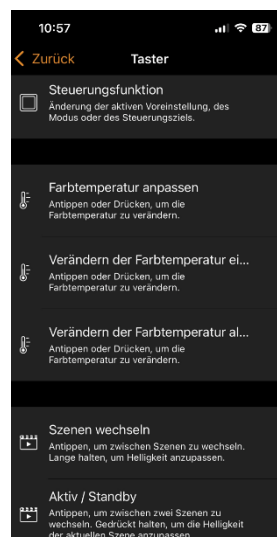 10:57
87
Zurück
Taster
Steuerungsfunktion
Änderung der aktiven Voreinstellung, des
Modus oder des Steuerungsziels.
Farbtemperatur anpassen
Antippen oder Drücken, um die
Farbtemperatur zu verändern.
Verändern der Farbtemperatur ei...
Antippen oder Drücken, um die
Farbtemperatur zu verändern.
Verändern der Farbtemperatur al...
Antippen oder Drücken, um die
Farbtemperatur zu verändern.
Szenen wechseln
Antippen, um zwischen Szenen zu wechseln.
Lange halten, um Helligkeit anzupassen.
Aktiv / Standby
Antippen, um zwischen zwei Szenen zu
wechseln. Gedrückt halten, um die Helligkeit
der aktuellen Szene anzupassen.